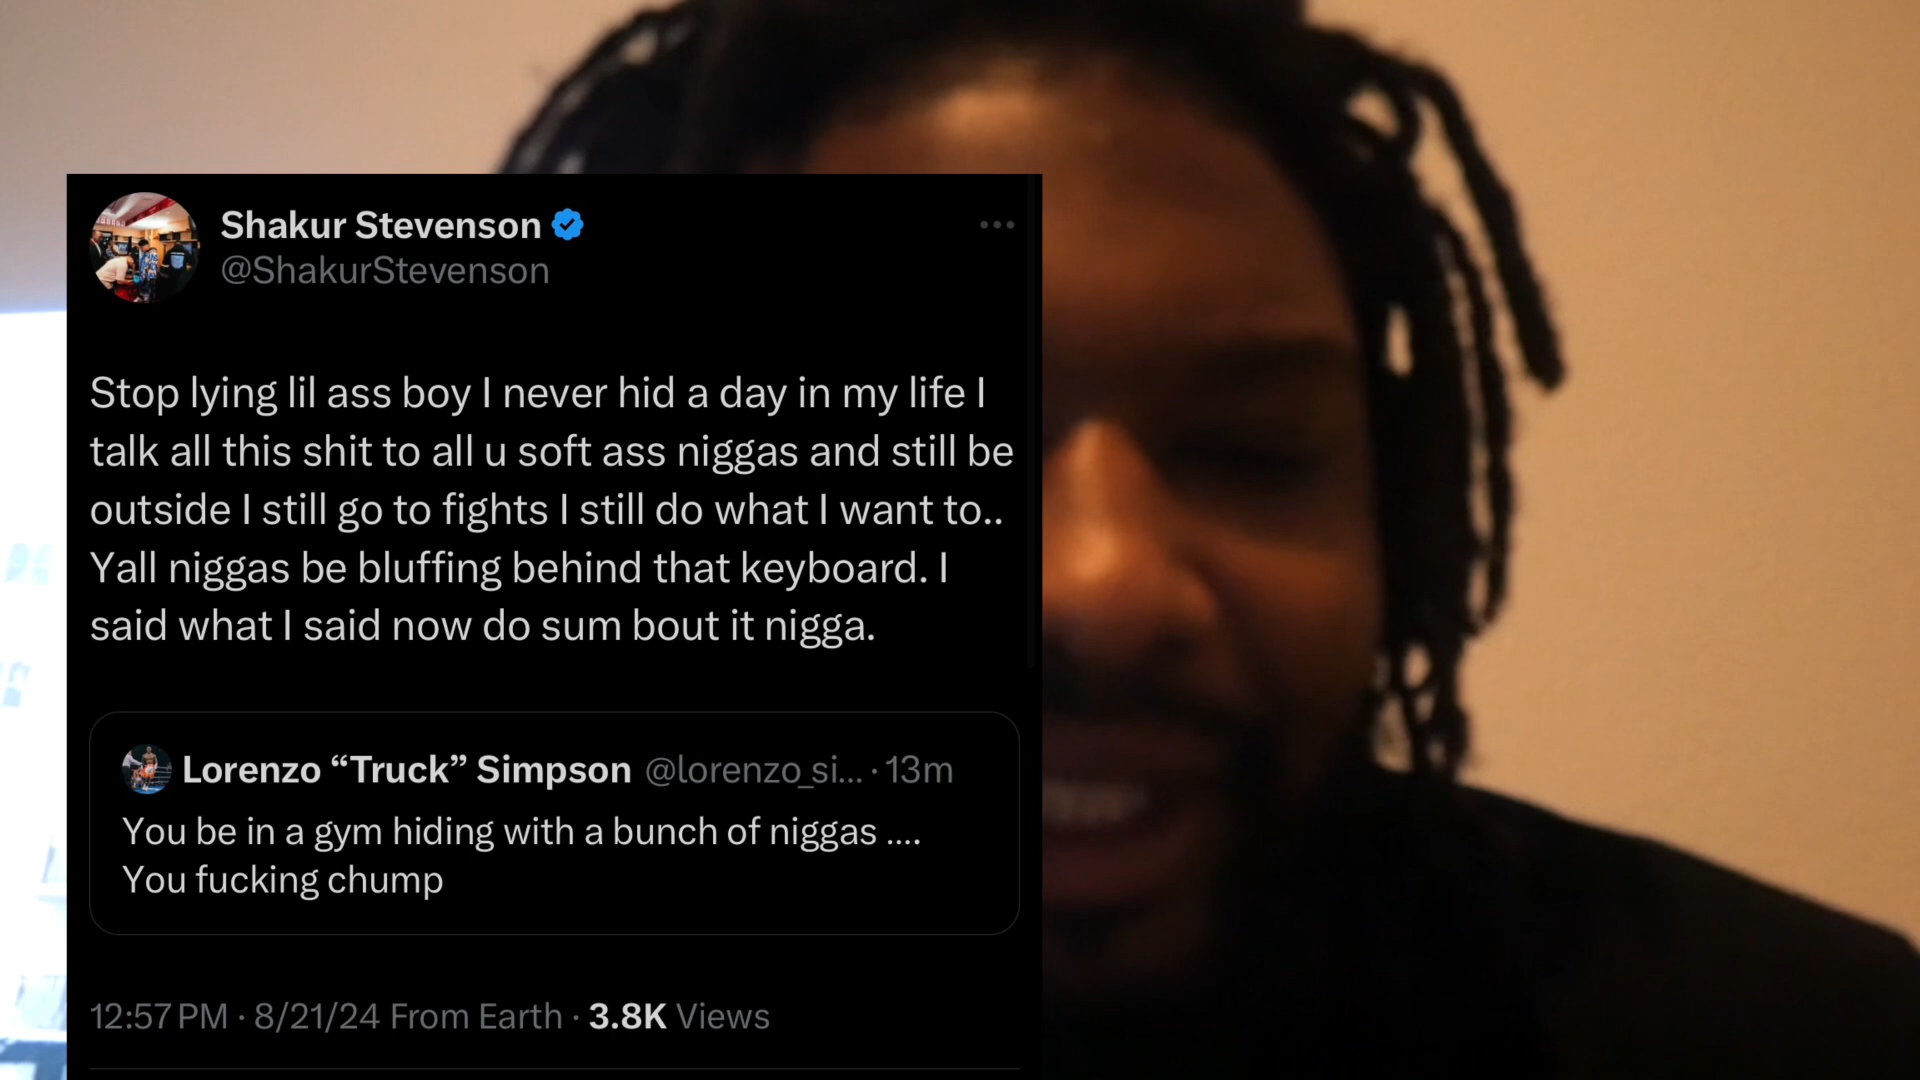 Shakur Stevenson
@ShakurStevenson
Stop lying lil ass boy I never hid a day in my life I
talk all this shit to all u soft ass niggas and still be
outside I still go to fights I still do what I want to..
Yall niggas be bluffing behind that keyboard. I
said what I said now do sum bout it nigga.
Lorenzo “Truck” Simpson @lorenzo_si... · 13m
You be in a gym hiding with a bunch of niggas ....
You fucking chump
12:57 PM · 8/21/24 From Earth · 3.8K Views